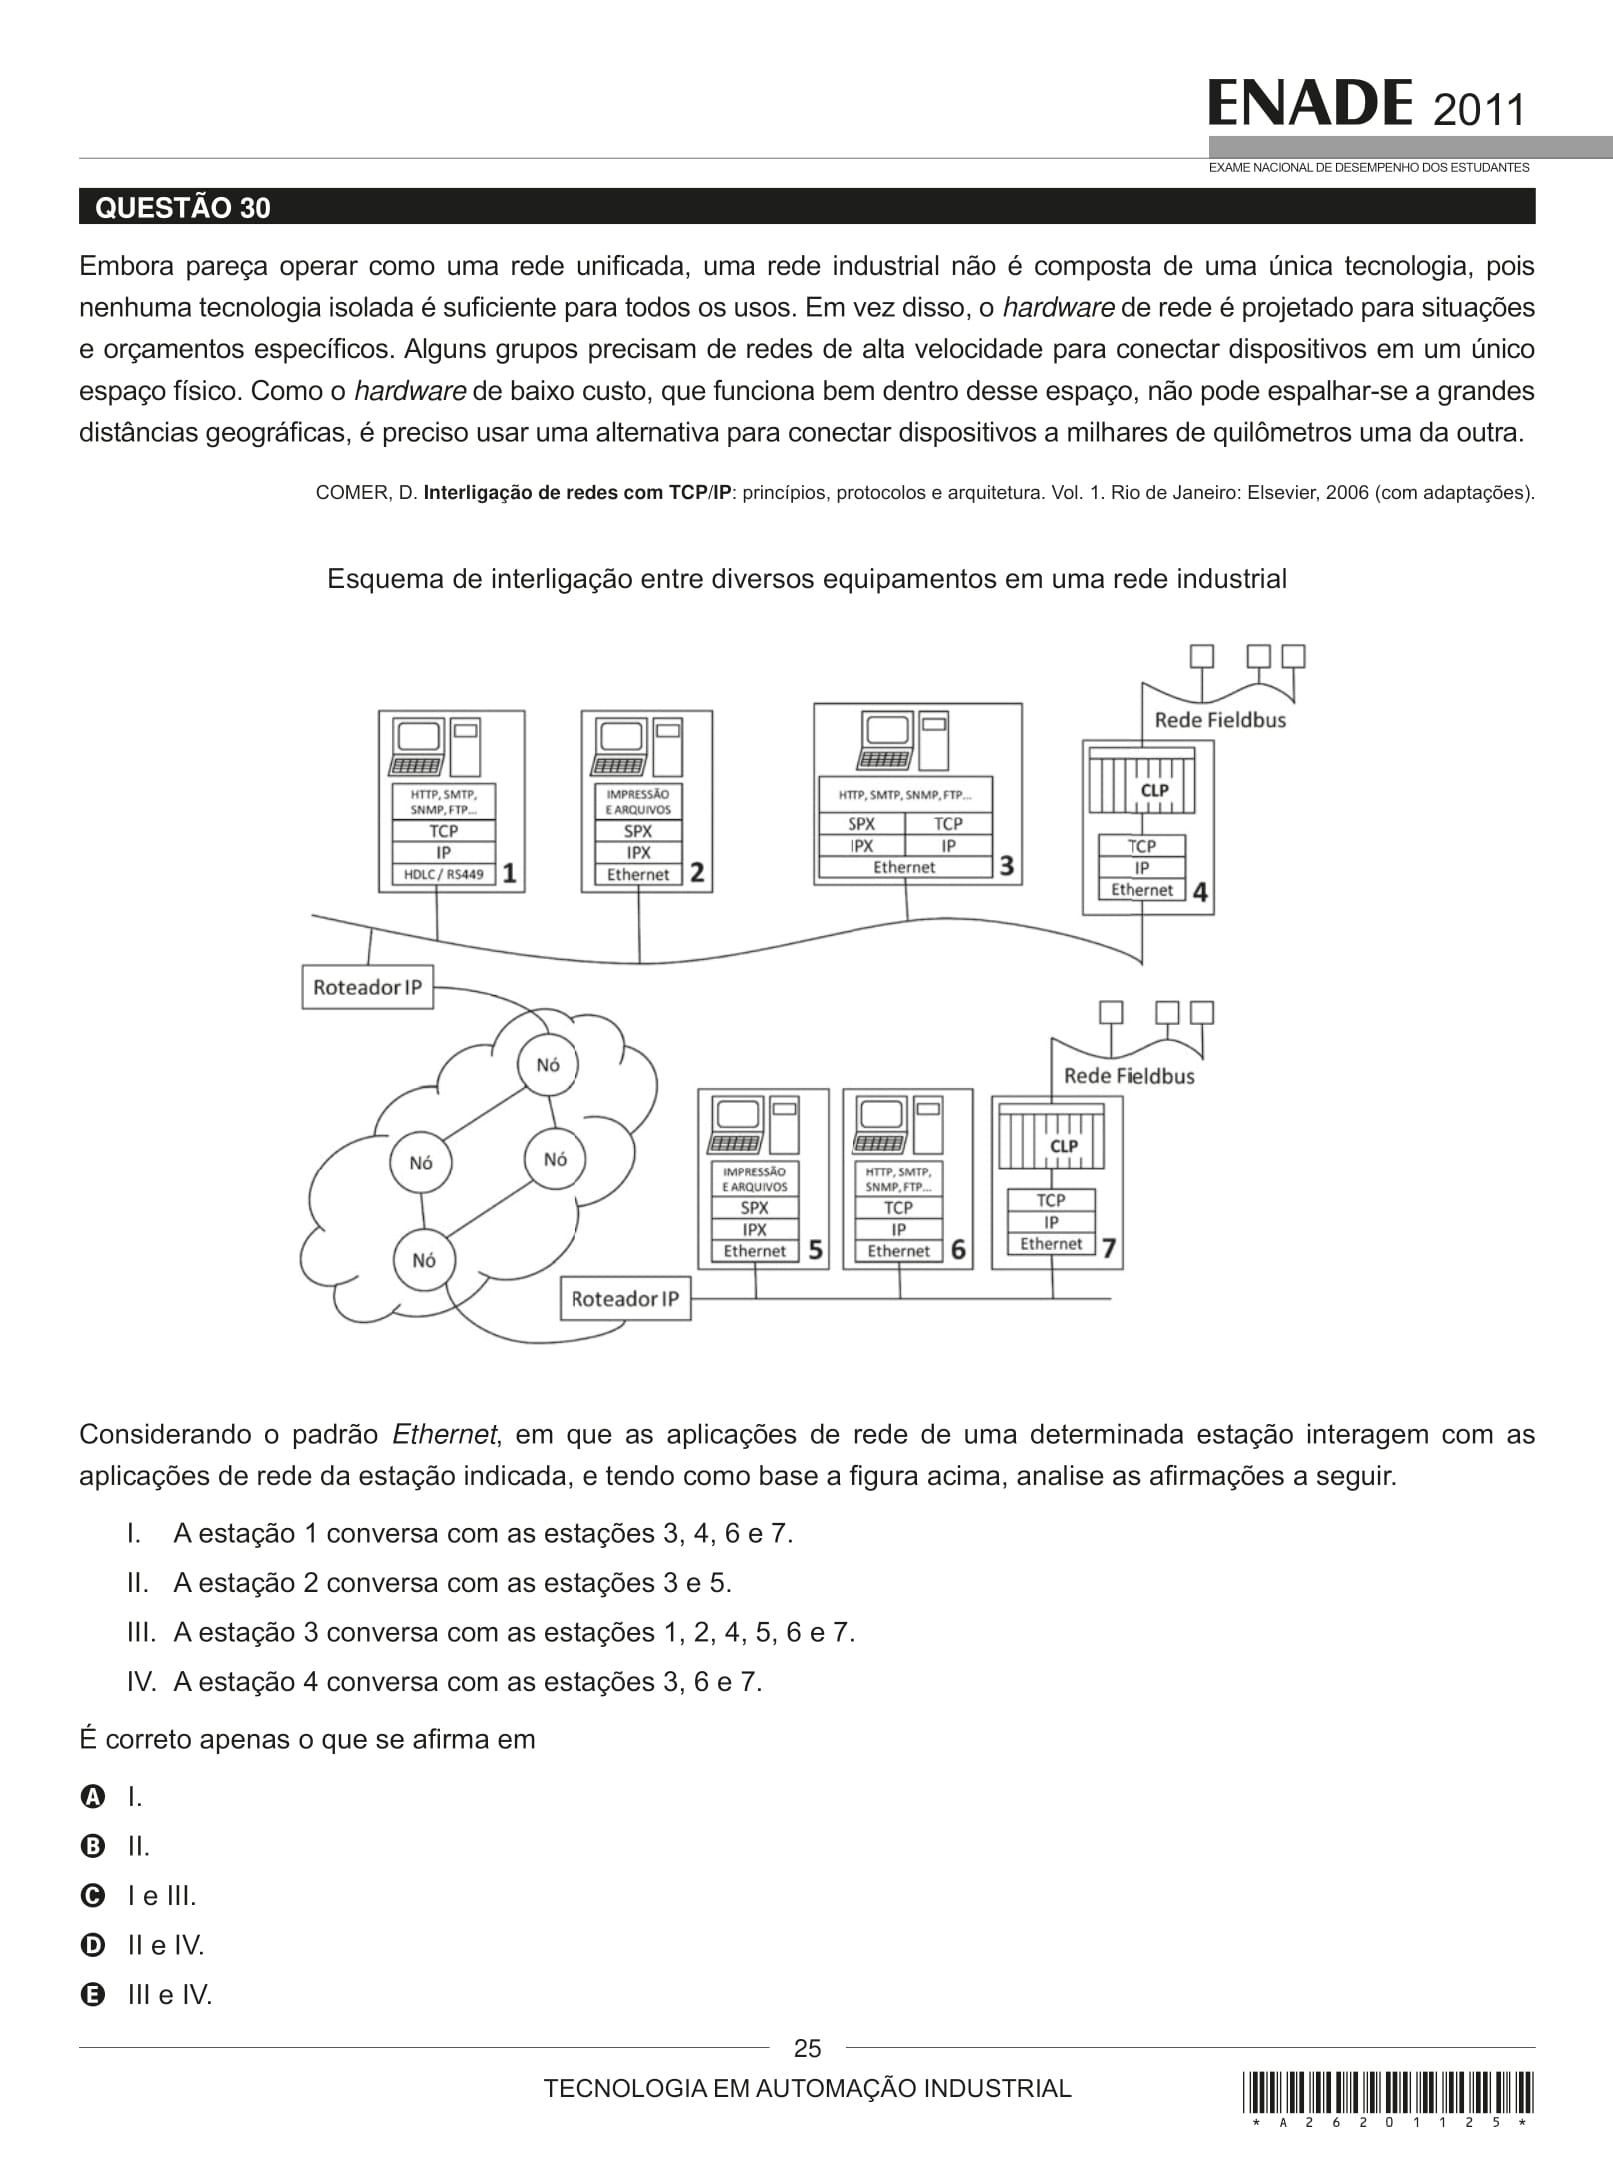 ENADE 2011
EXAME NACIONAL DE DESEMPENHO DOS ESTUDANTES
QUESTÃO 30
Embora pareça operar como uma rede unificada, uma rede industrial não é composta de uma única tecnologia, pois
nenhuma tecnologia isolada é suficiente para todos os usos. Em vez disso, o hardware de rede é projetado para situações
e orçamentos específicos. Alguns grupos precisam de redes de alta velocidade para conectar dispositivos em um único
espaço físico. Como o hardware de baixo custo, que funciona bem dentro desse espaço, não pode espalhar-se a grandes
distâncias geográficas, é preciso usar uma alternativa para conectar dispositivos a milhares de quilômetros uma da outra.
COMER, D. Interligação de redes com TCP/IP: princípios, protocolos e arquitetura. Vol. 1. Rio de Janeiro: Elsevier, 2006 (com adaptações).
Esquema de interligação entre diversos equipamentos em uma rede industrial
HTTP, SMTP,
SNMP, FTP...
TCP
IP
HDLC / RS449
1
IMPRESSÃO
E ARQUIVOS
SPX
IPX
Ethernet
2
HTTP, SMTP, SNMP, FTP...
SPX TCP
IPX IP
Ethernet
3
Rede Fieldbus
CLP
TCP
IP
Ethernet
4
Roteador IP
Nó
Nó
Nó
Nó
Roteador IP
IMPRESSÃO
E ARQUIVOS
SPX
IPX
Ethernet
5
HTTP, SMTP,
SNMP, FTP...
TCP
IP
Ethernet
6
Rede Fieldbus
CLP
TCP
IP
Ethernet
7
Considerando o padrão Ethernet, em que as aplicações de rede de uma determinada estação interagem com as
aplicações de rede da estação indicada, e tendo como base a figura acima, analise as afirmações a seguir.
I. A estação 1 conversa com as estações 3, 4, 6 e 7.
II. A estação 2 conversa com as estações 3 e 5.
III. A estação 3 conversa com as estações 1, 2, 4, 5, 6 e 7.
IV. A estação 4 conversa com as estações 3, 6 e 7.
É correto apenas o que se afirma em
A I.
B II.
C I e III.
D II e IV.
E III e IV.
25
TECNOLOGIA EM AUTOMAÇÃO INDUSTRIAL
* A 2 6 2 0 1 1 2 5 *